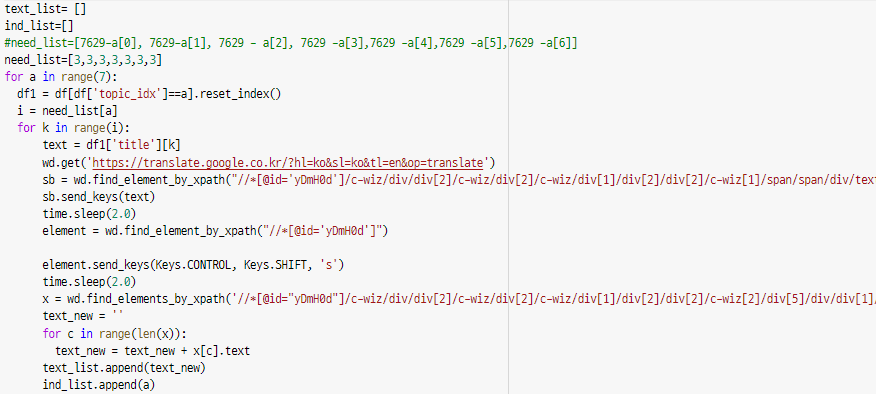 text_list= []
ind_list=[]
#need_list=[7629-a[0], 7629-a[1], 7629 - a[2], 7629 -a[3],7629 -a[4],7629 -a[5],7629 -a[6]]
need_list=[3,3,3,3,3,3,3]
for a in range(7):
  df1 = df[df['topic_idx']==a].reset_index()
  i = need_list[a]
  for k in range(i):
     text = df1['title'][k]
     wd.get('https://translate.google.co.kr/?hl=ko&sl=ko&tl=en&op=translate')
     sb = wd.find_element_by_xpath("//*[@id='yDmH0d']/c-wiz/div/div[2]/c-wiz/div[2]/c-wiz/div[1]/div[2]/div[2]/c-wiz[1]/span/span/div/text
     sb.send_keys(text)
     time.sleep(2.0)
     element = wd.find_element_by_xpath("//*[@id='yDmH0d']")

     element.send_keys(Keys.CONTROL, Keys.SHIFT, 's')
     time.sleep(2.0)
     x = wd.find_elements_by_xpath('//*[@id="yDmH0d"]/c-wiz/div/div[2]/c-wiz/div[2]/c-wiz/div[1]/div[2]/div[2]/c-wiz[2]/div[5]/div/div[1]/
     text_new = ''
     for c in range(len(x)):
       text_new = text_new + x[c].text
     text_list.append(text_new)
     ind_list.append(a)